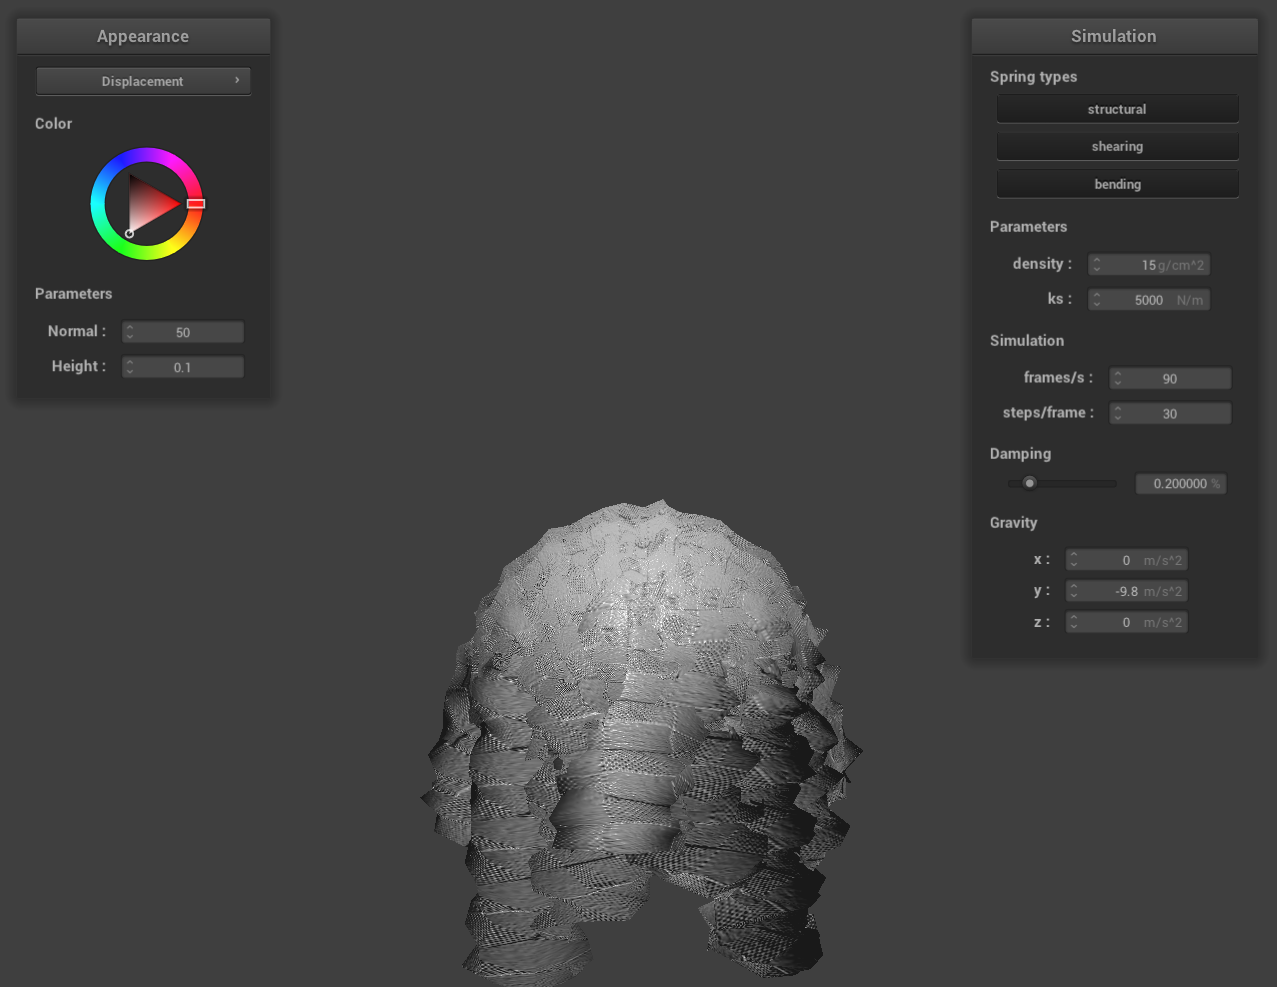 Appearance
Displacement ›
Color
Parameters
Normal : 50
Height : 0.1
Simulation
Spring types
structural
shearing
bending
Parameters
density : 15 g/cm^2
ks : 5000 N/m
Simulation
frames/s : 90
steps/frame : 30
Damping
0.200000 %
Gravity
x : 0 m/s^2
y : -9.8 m/s^2
z : 0 m/s^2